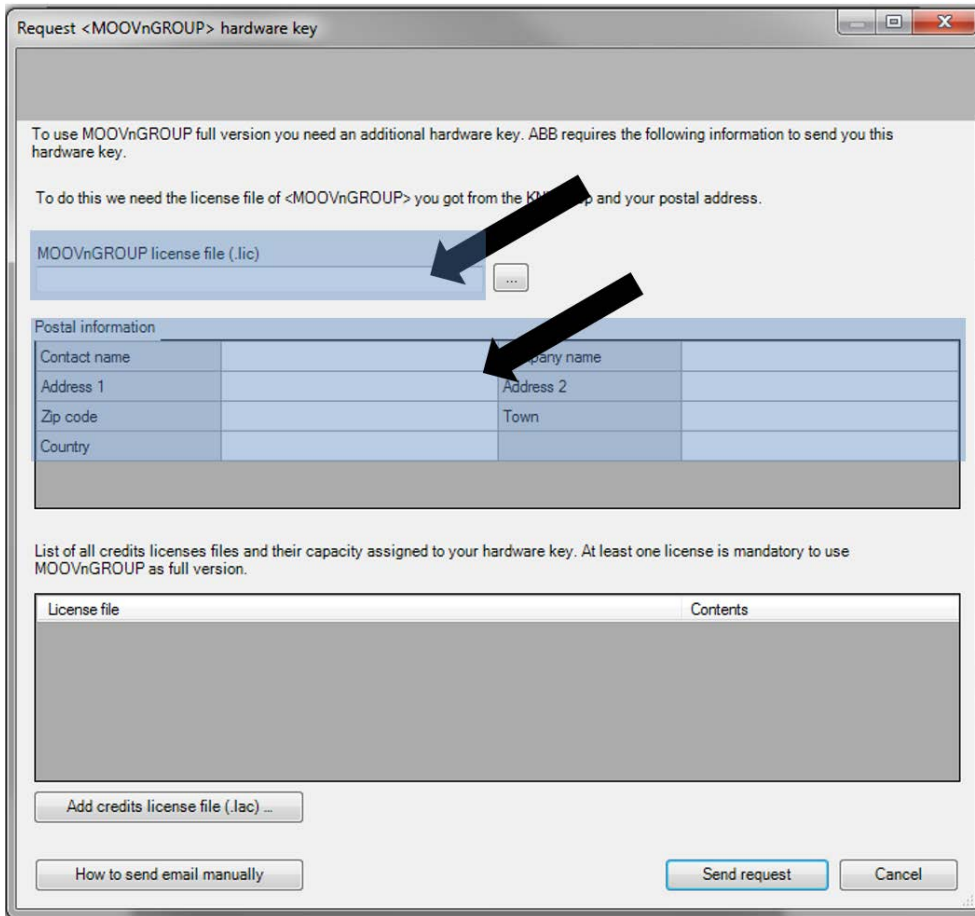 Request <MOOVnGROUP> hardware key
To use MOOVnGROUP full version you need an additional hardware key. ABB requires the following information to send you this
hardware key.
To do this we need the license file of <MOOVnGROUP> you got from the and your postal address.
MOOVnGROUP license file (.lic)
...
Postal information
Contact name
Address 1 Address 2
Zip code Town
Country
List of all credits licenses files and their capacity assigned to your hardware key. At least one license is mandatory to use
MOOVnGROUP as full version.
License file Contents
Add credits license file (.lac) ...
How to send email manually Send request Cancel